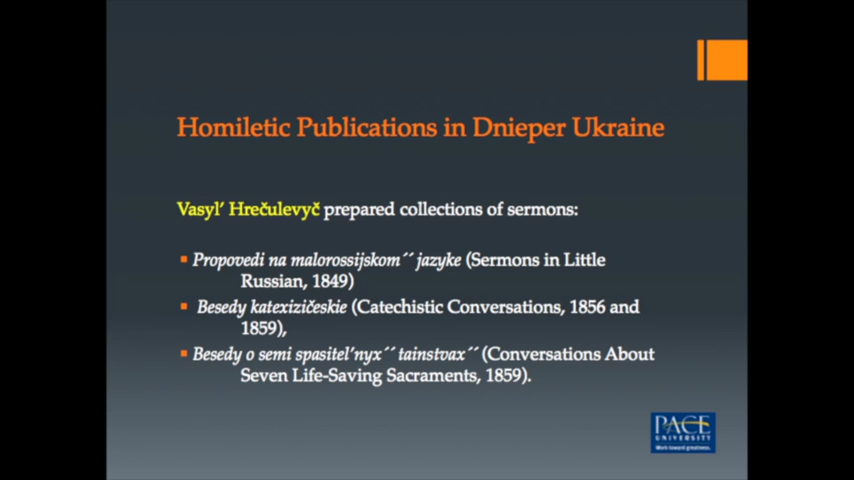 Homiletic Publications in Dnieper Ukraine
Vasyl’ Hrečulevyč prepared collections of sermons:
Propovedi na malorossijskom´´ jazyke (Sermons in Little
Russian, 1849)
Besedy katexizičeskie (Catechistic Conversations, 1856 and
1859),
Besedy o semi spasitel’nyx´´ tainstvax´´ (Conversations About
Seven Life-Saving Sacraments, 1859).
PACE
UNIVERSITY
Work toward greatness.